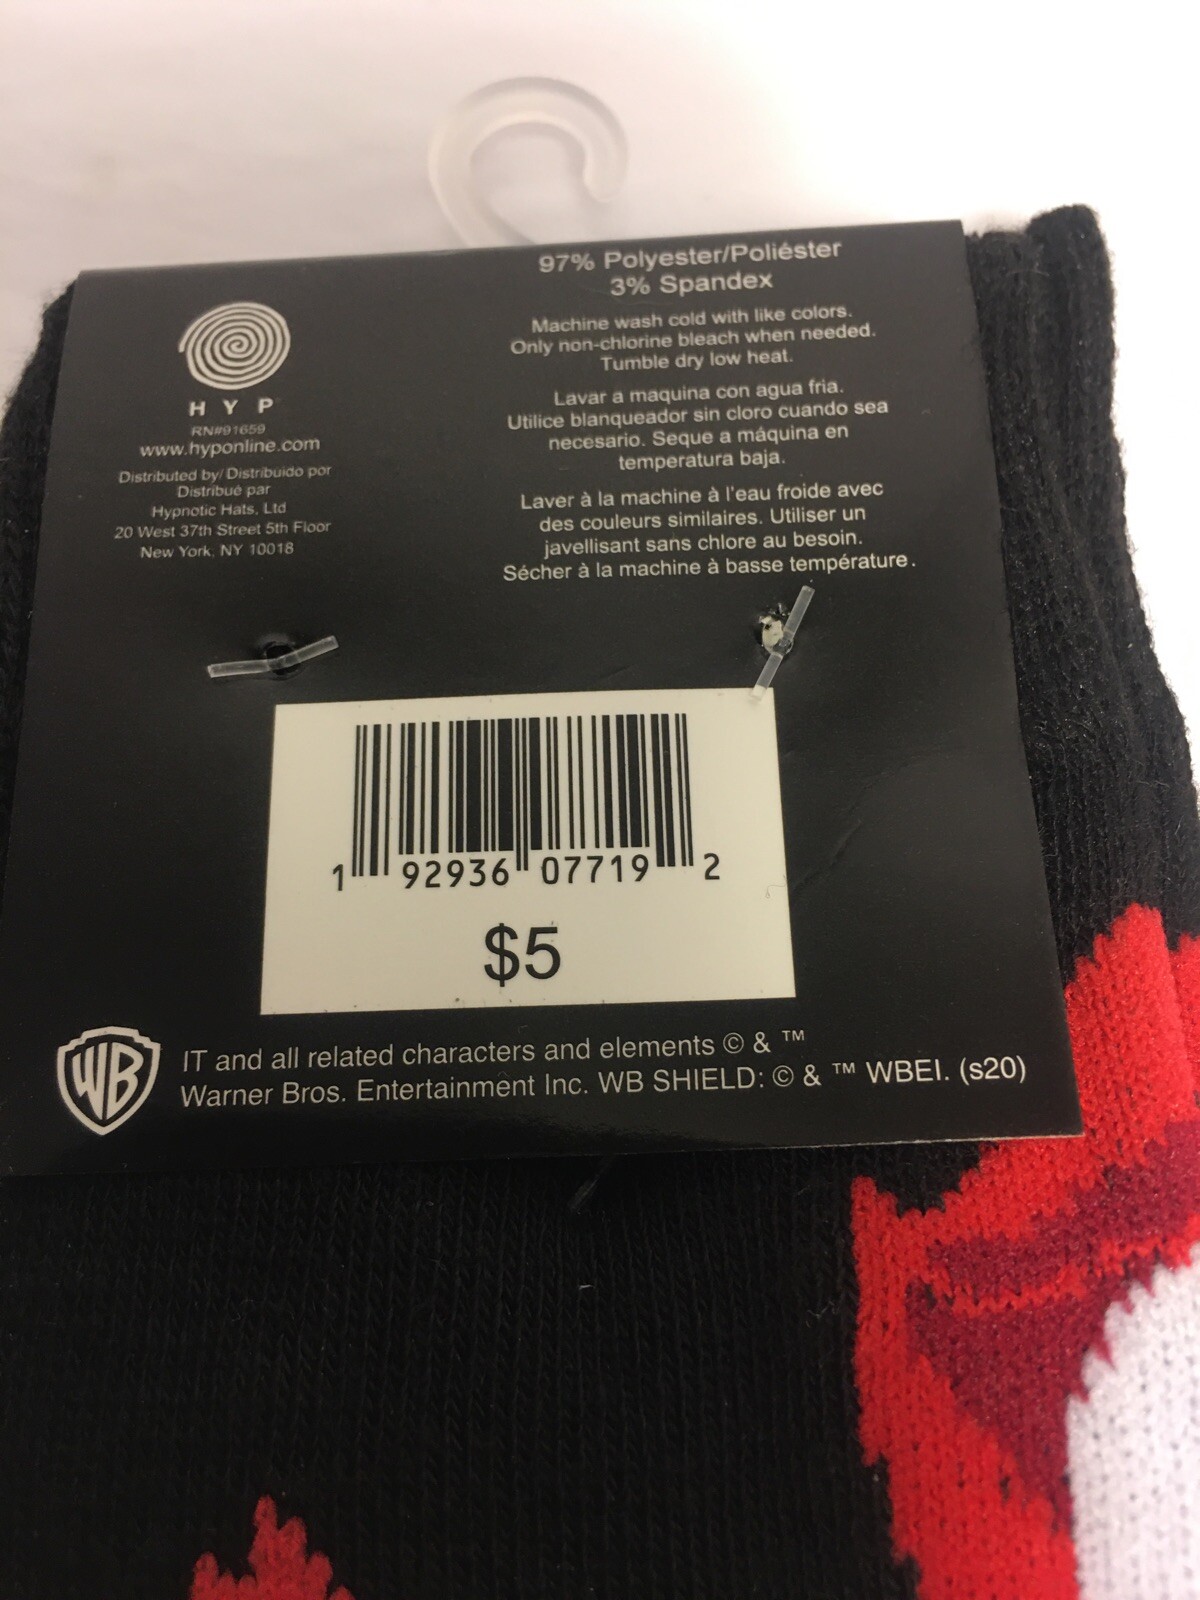 HYP
RN#91659
www.hyponline.com
Distributed by/ Distribuido por
Distribué par
Hypnotic Hats, Ltd
20 West 37th Street 5th Floor
New York, NY 10018
97% Polyester/Poliéster
3% Spandex
Machine wash cold with like colors.
Only non-chlorine bleach when needed.
Tumble dry low heat.
Lavar a maquina con agua fria.
Utilice blanqueador sin cloro cuando sea
necesario. Seque a máquina en
temperatura baja.
Laver à la machine à l'eau froide avec
des couleurs similaires. Utiliser un
javellisant sans chlore au besoin.
Sécher à la machine à basse température.
1 92936 07719 2
$5
WB
IT and all related characters and elements © & ™
Warner Bros. Entertainment Inc. WB SHIELD: © & ™ WBEI. (s20)